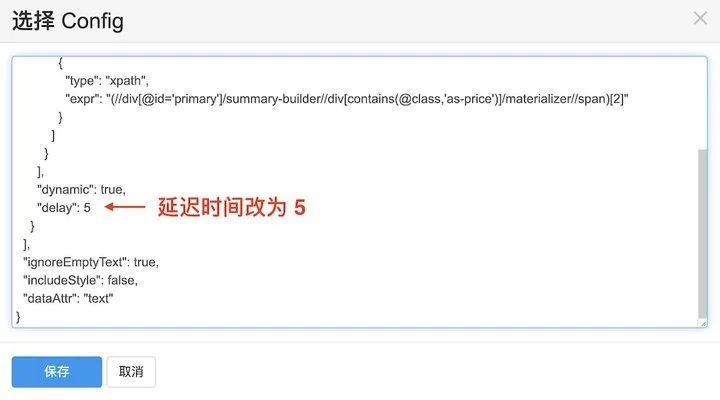 选择 Config
{
"type": "xpath",
"expr": "(//div[@id='primary']/summary-builder//div[contains(@class,'as-price')]/materializer//span)[2]"
}
]
}
],
"dynamic": true,
"delay": 5 延迟时间改为 5
}
],
"ignoreEmptyText": true,
"includeStyle": false,
"dataAttr": "text"
}
保存 取消